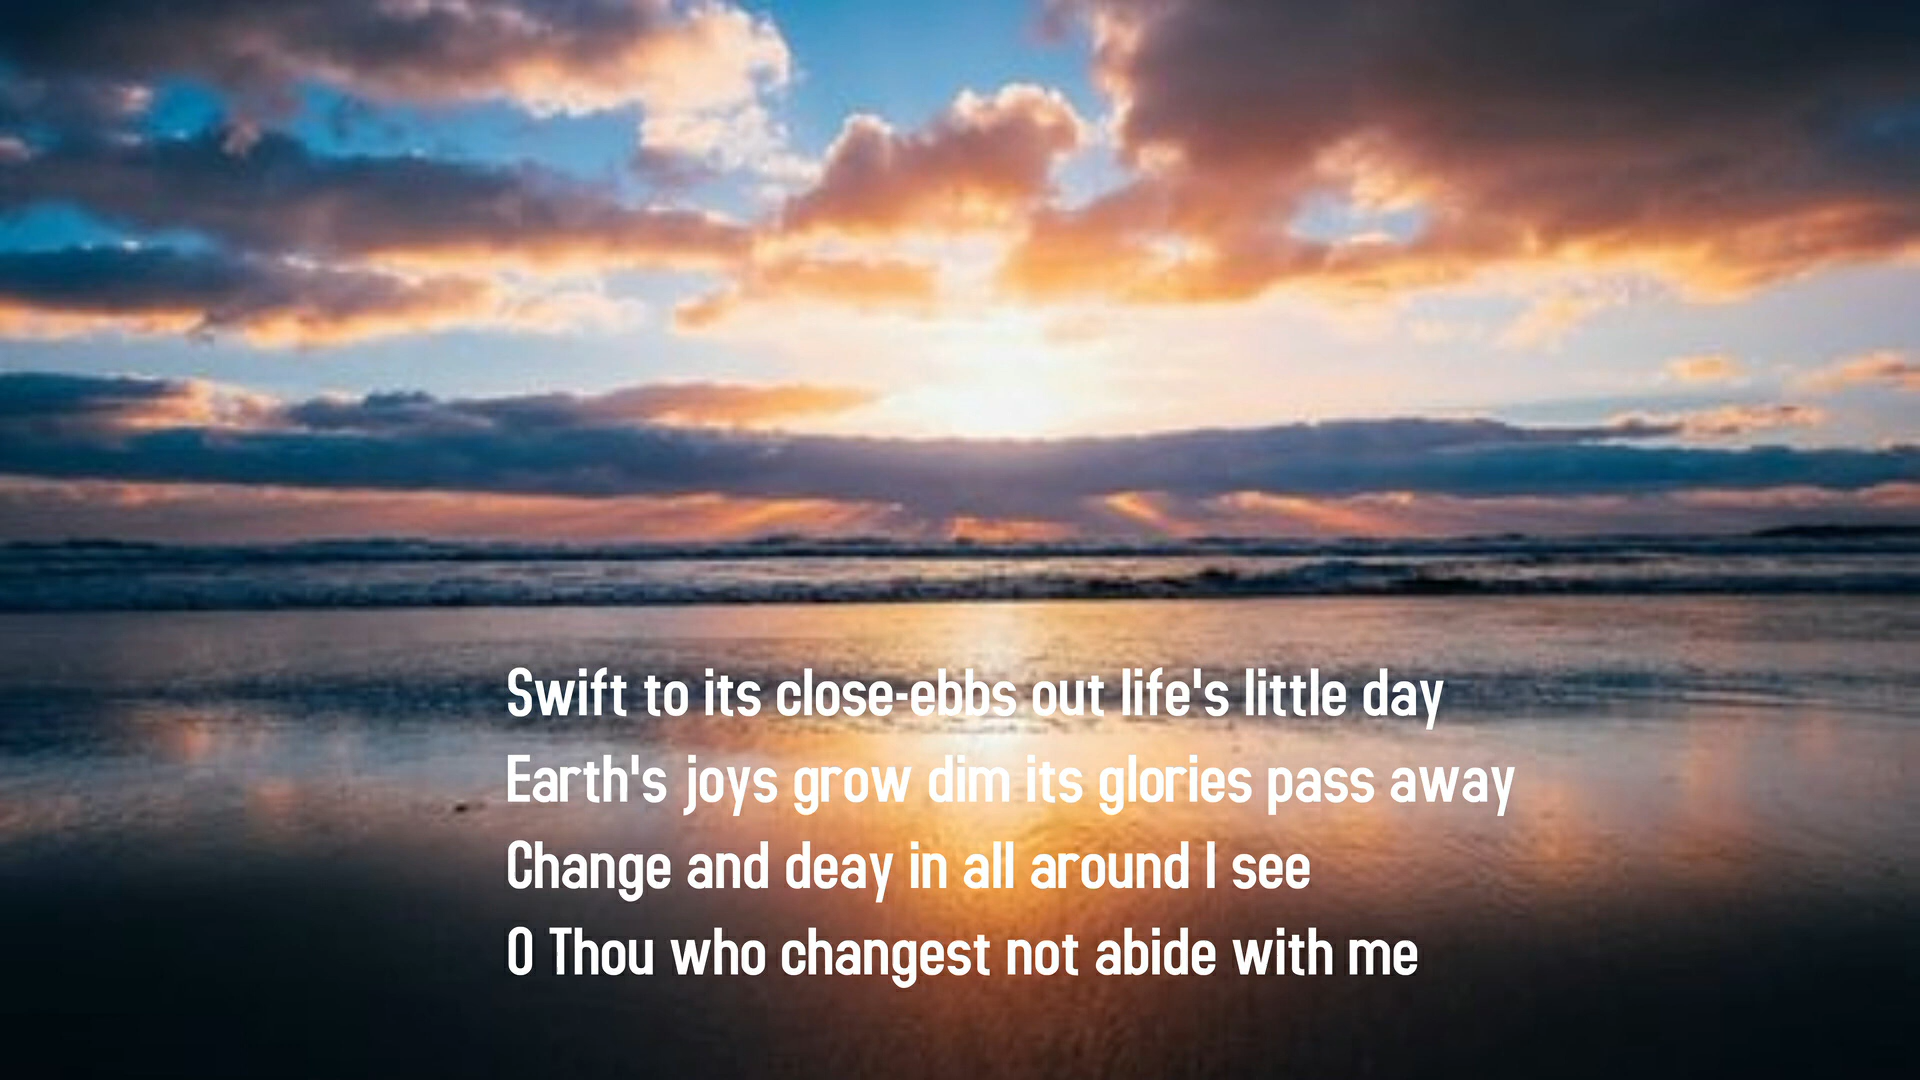 Swift to its close-ebbs out life's little day
Earth's joys grow dim its glories pass away
Change and deay in all around I see
O Thou who changest not abide with me